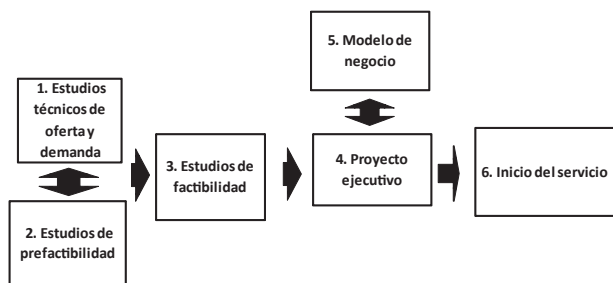 1. Estudios
técnicos de
oferta y
demanda
2. Estudios de
prefactibilidad
3. Estudios de
factibilidad
5. Modelo de
negocio
4. Proyecto
ejecutivo
6. Inicio del servicio